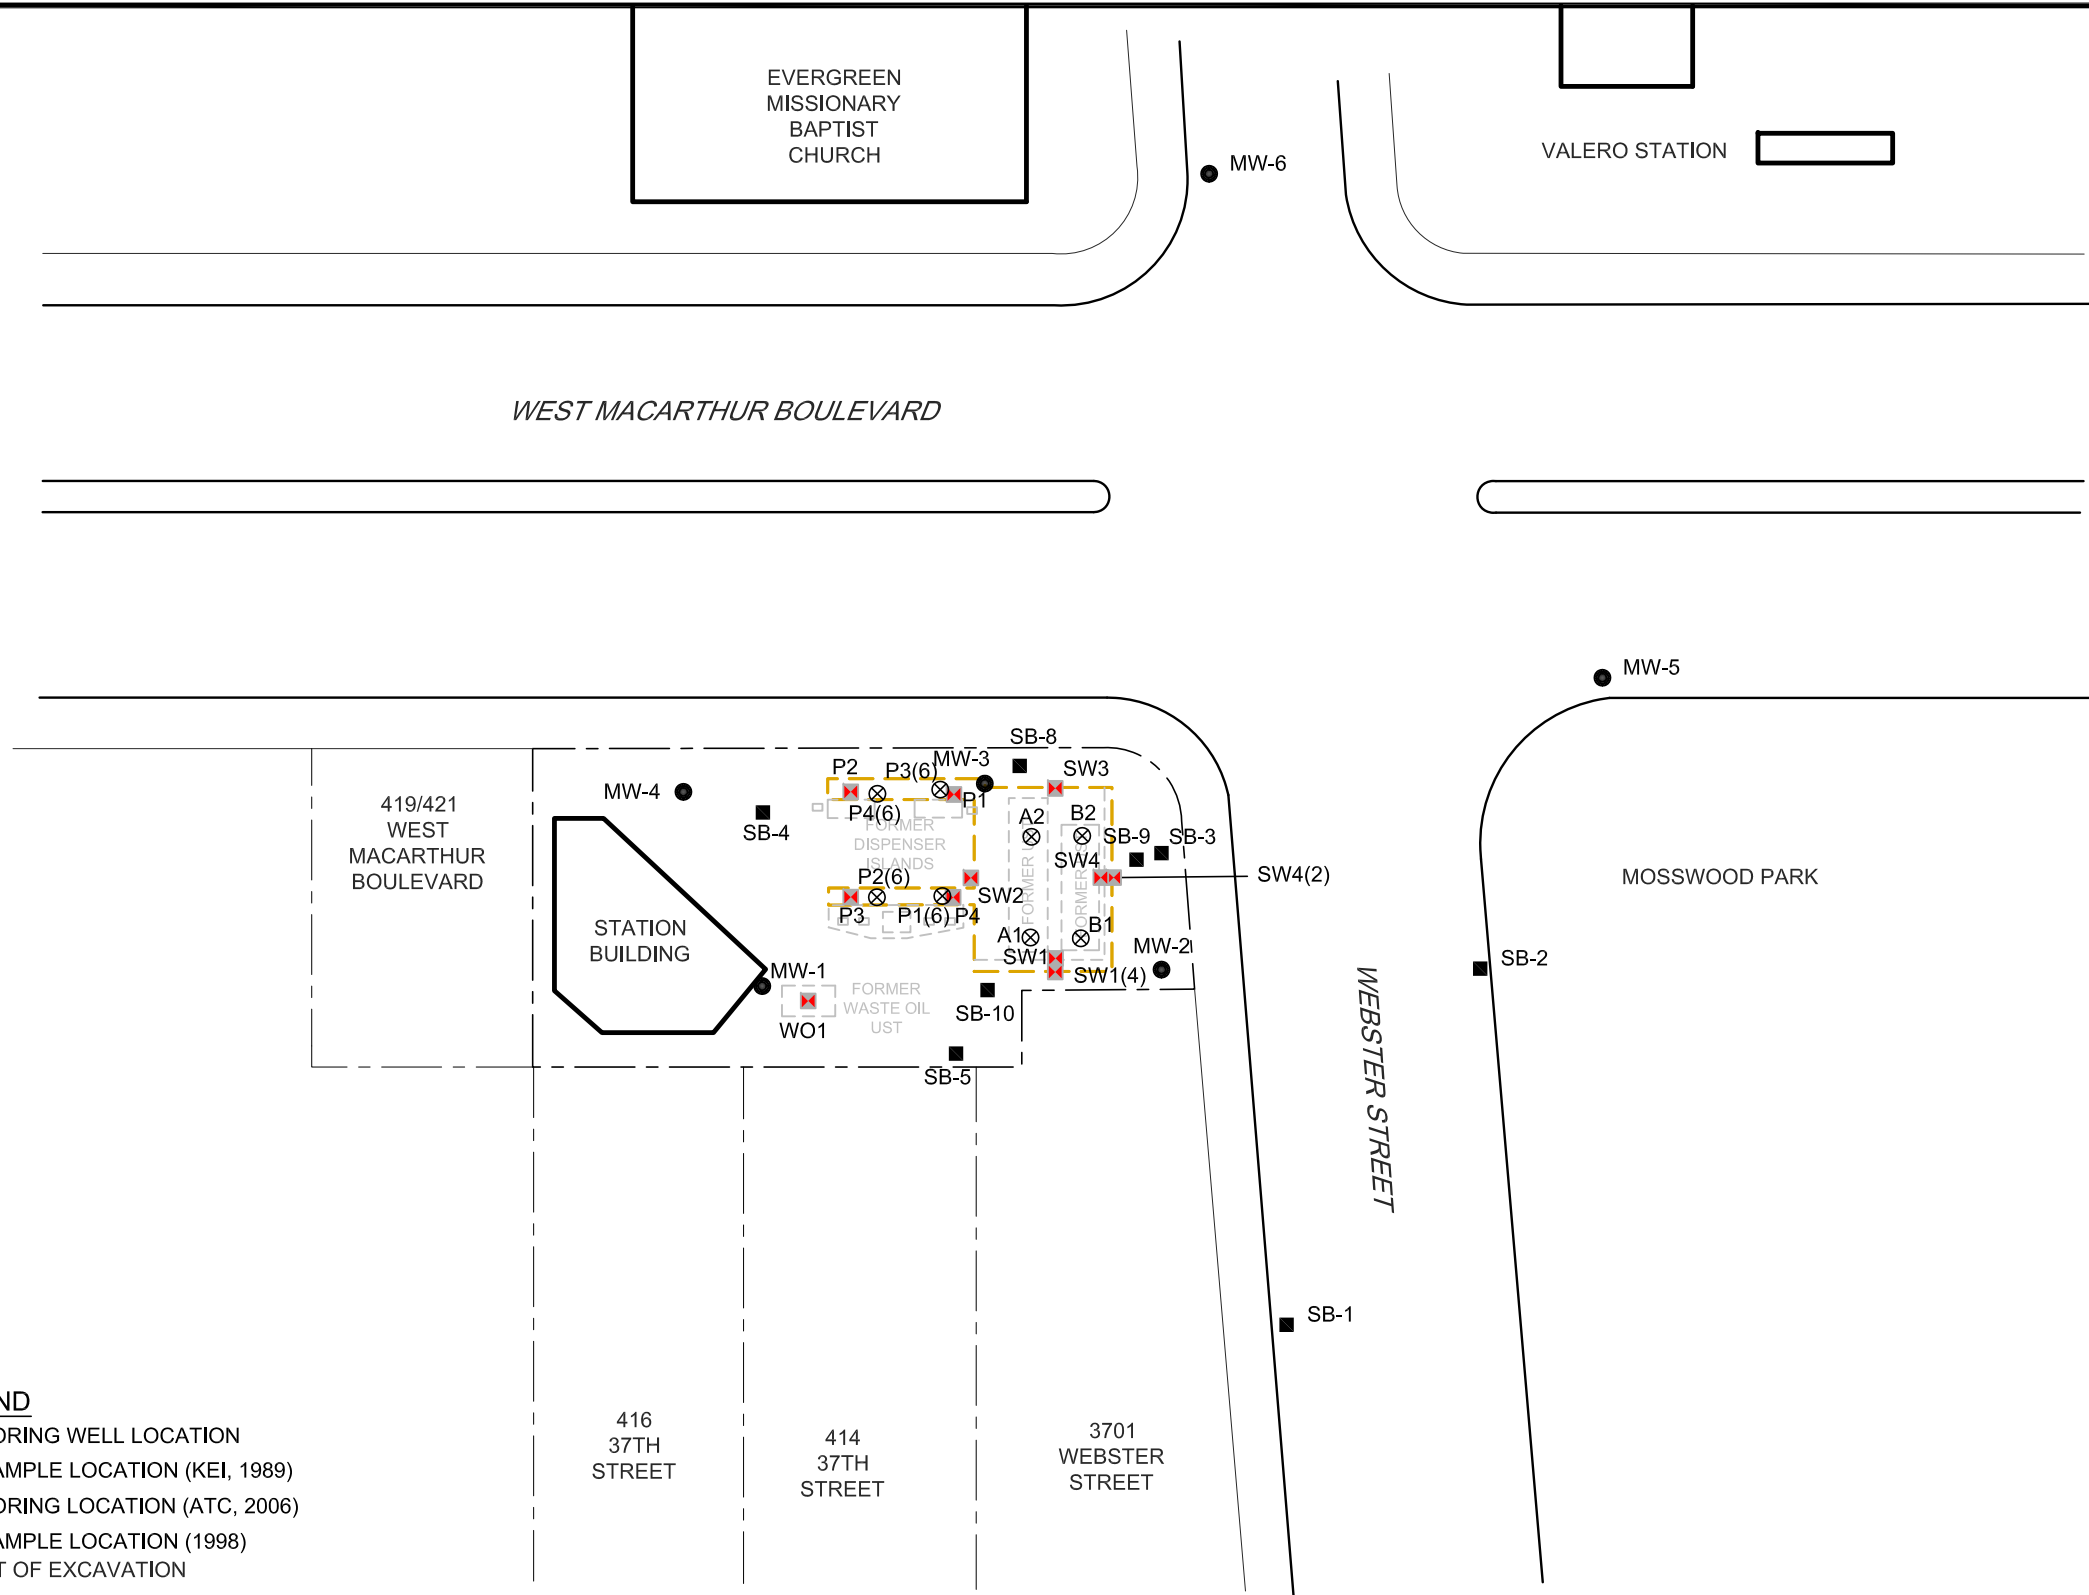 EVERGREEN
MISSIONARY
BAPTIST
CHURCH
VALERO STATION
MW-6
WEST MACARTHUR BOULEVARD
MW-5
SB-8
MW-3
P2
P3(6)
SW3
MW-4
P1
419/421
WEST
MACARTHUR
BOULEVARD
SB-4
P4(6)
FORMER
DISPENSER
ISLANDS
A2
B2
SB-9
SB-3
SW4
SW4(2)
MOSSWOOD PARK
P2(6)
SW2
P3
P1(6)
P4
FORMER
FORMER
STATION
BUILDING
A1
B1
SW1
MW-2
SB-2
MW-1
SW1(4)
FORMER
WASTE OIL
UST
SB-10
WO1
SB-5
WEBSTER STREET
SB-1
416
37TH
STREET
414
37TH
STREET
3701
WEBSTER
STREET
ND
ORING WELL LOCATION
AMPLE LOCATION (KEI, 1989)
ORING LOCATION (ATC, 2006)
AMPLE LOCATION (1998)
T OF EXCAVATION